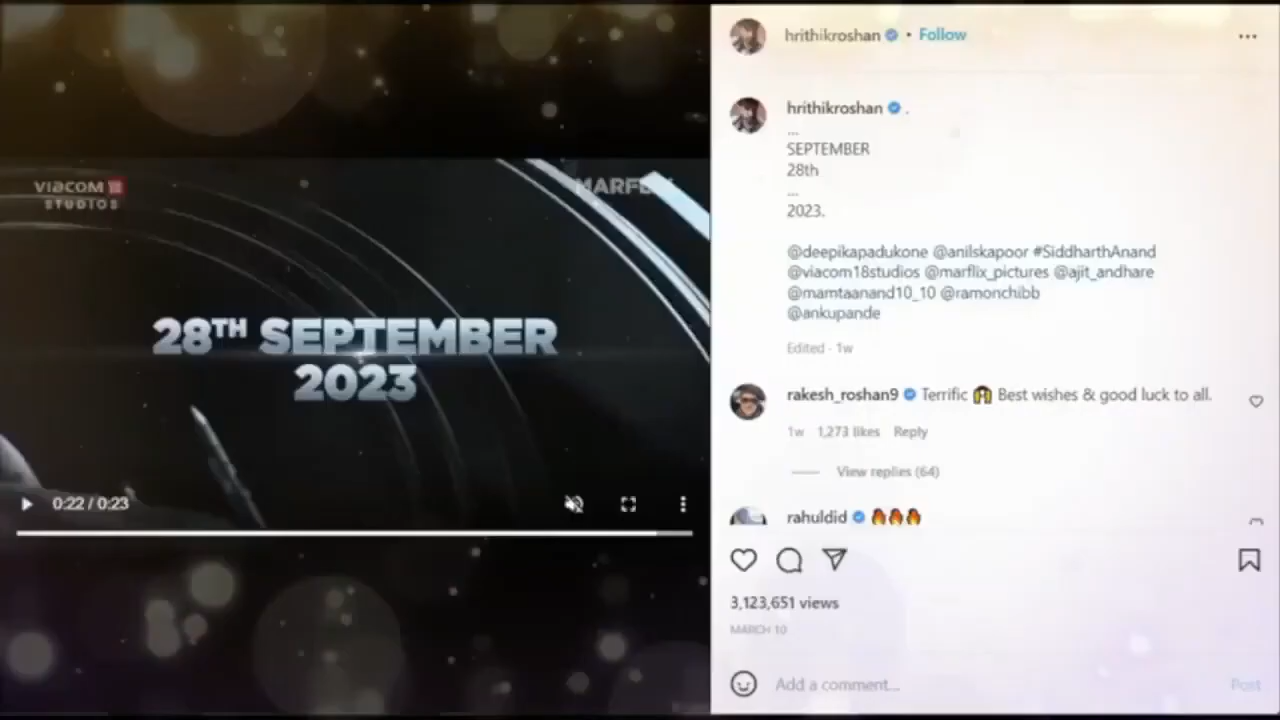 VIACOM 18
STUDIOS
28TH SEPTEMBER
2023
0:22 / 0:23
hrithikroshan • Follow
hrithikroshan .
...
SEPTEMBER
28th
...
2023.
@deepikapadukone @anilskapoor #SiddharthAnand
@viacom18studios @marflix_pictures @ajit_andhare
@mamtaanand10_10 @ramonchibb
@ankupande
Edited · 1w
rakesh_roshan9 Terrific Best wishes & good luck to all.
1w 1,273 likes Reply
View replies (64)
rahuldid 🔥🔥🔥
3,123,651 views
MARCH 10
Add a comment...
Post